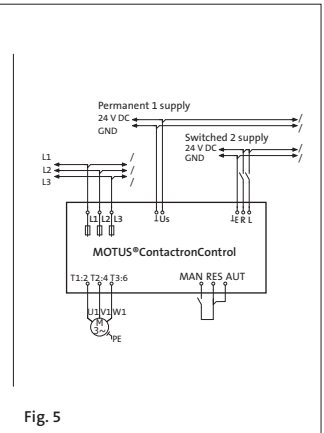 Permanent 1 supply
24 V DC
GND
Switched 2 supply
24 V DC
GND
L1
L2
L3
L1 L2 L3
⊥ Us
⊥E R L
MOTUS®ContactronControl
T1:2 T2:4 T3:6
MAN RES AUT
U1 V1 W1
M
3~
PE
Fig. 5